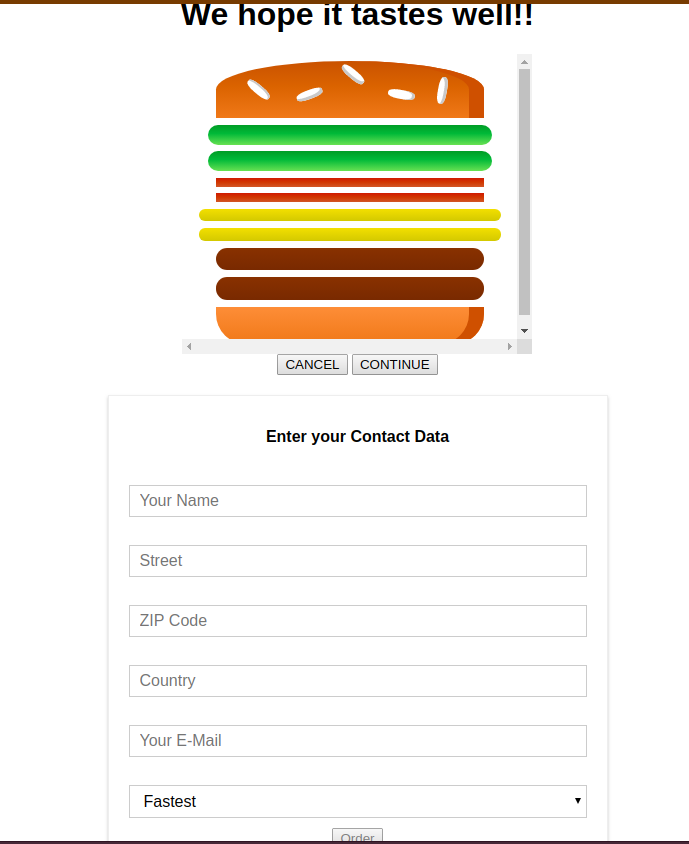 We hope it tastes well!!
CANCEL CONTINUE
Enter your Contact Data
Your Name
Street
ZIP Code
Country
Your E-Mail
Fastest
Order